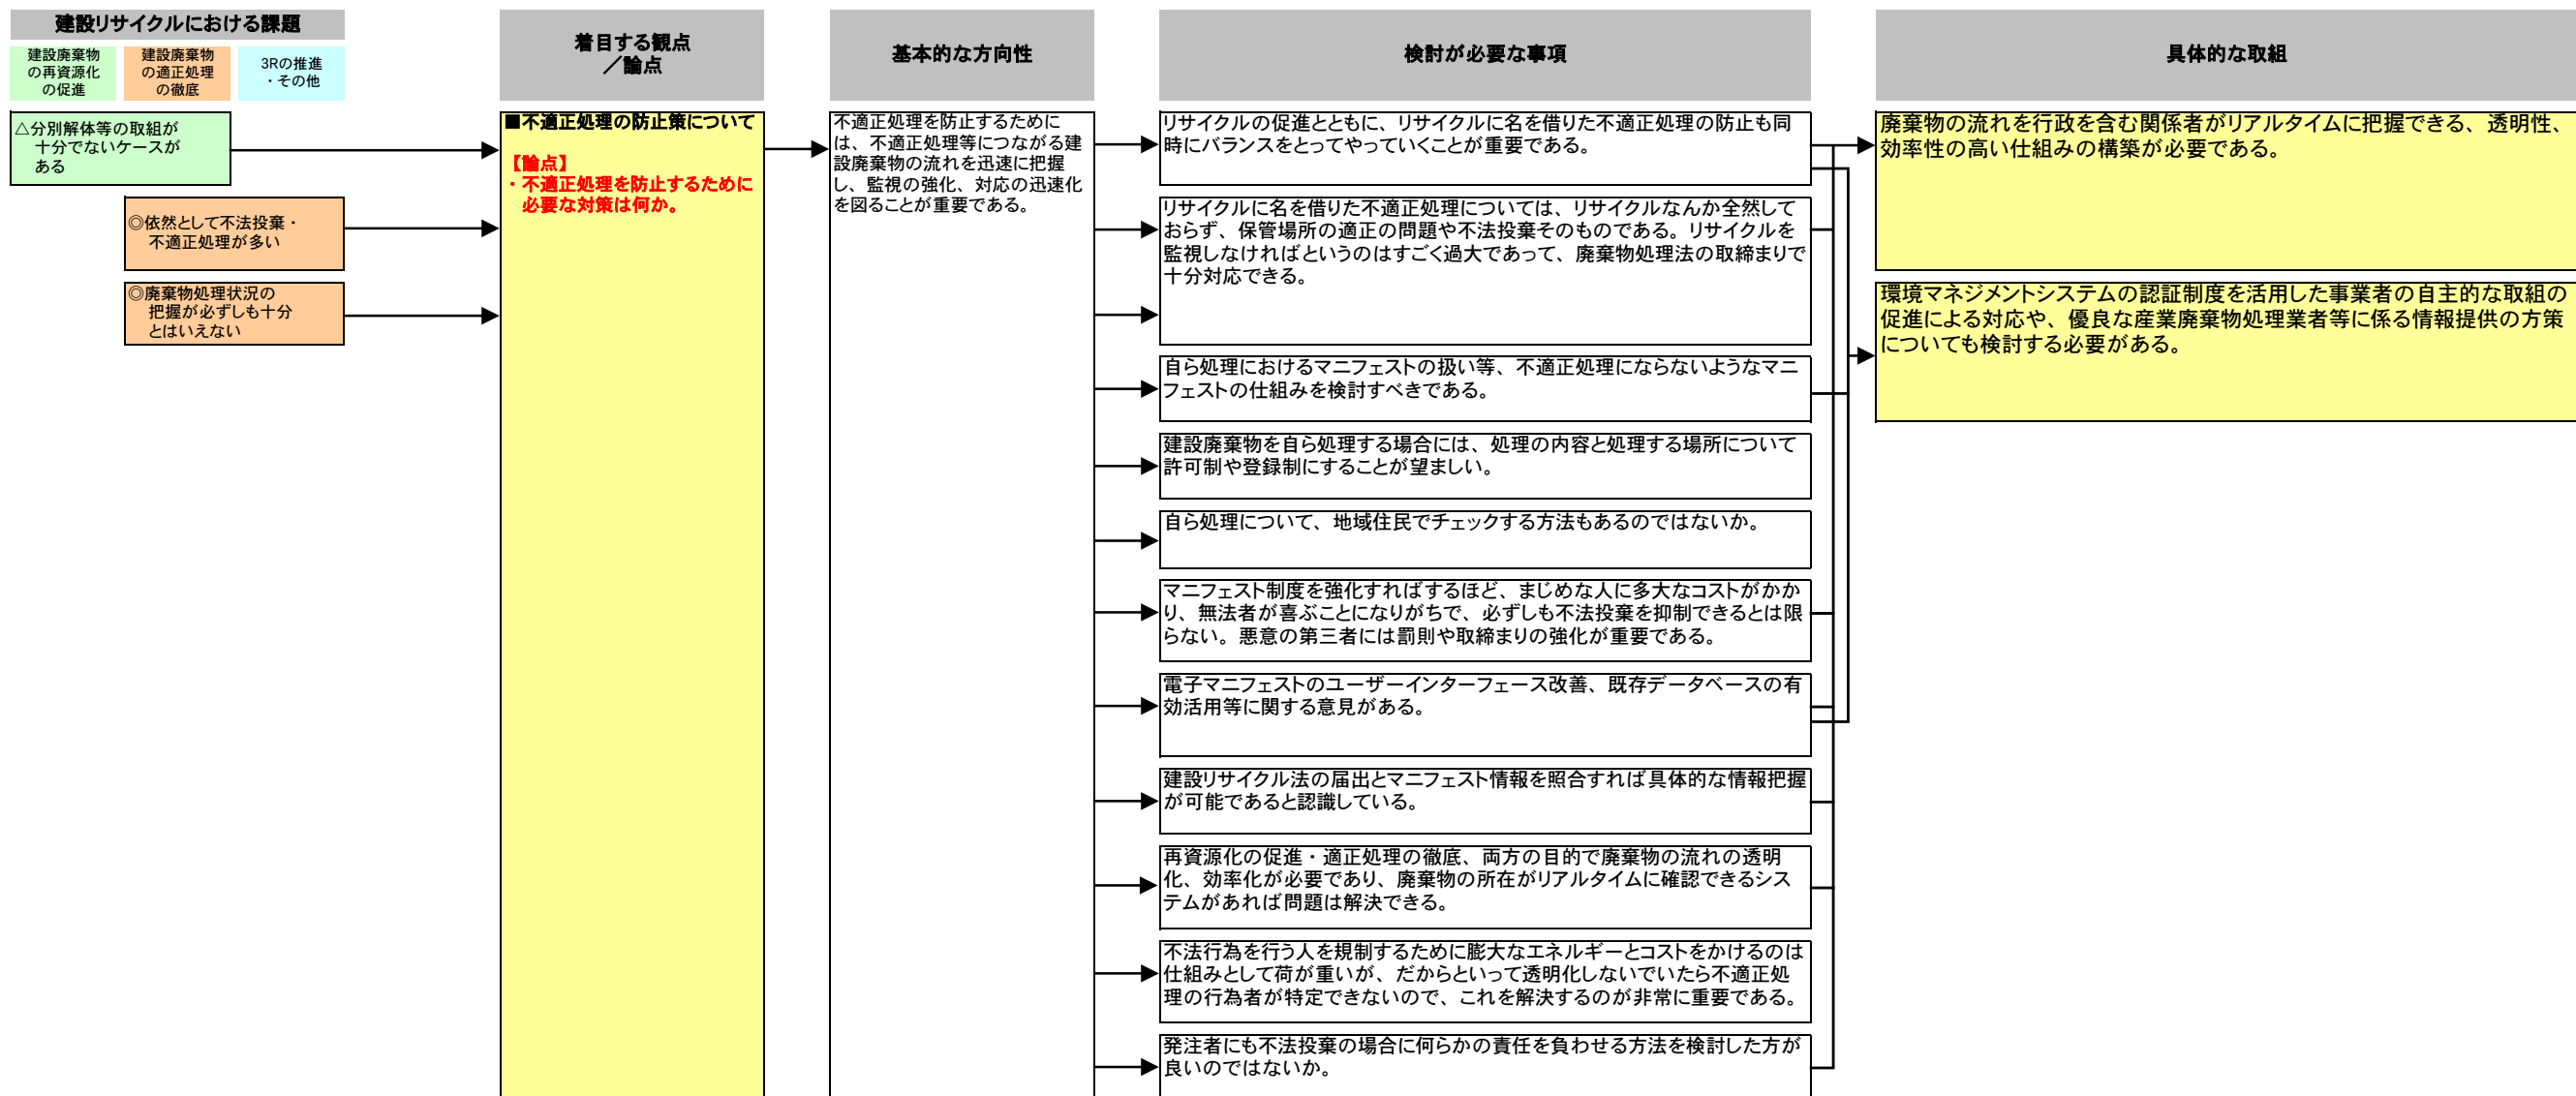 建設リサイクルにおける課題
建設廃棄物
の再資源化
の促進
建設廃棄物
の適正処理
の徹底
3Rの推進
・その他
着目する観点
／論点
基本的な方向性
検討が必要な事項
具体的な取組
△分別解体等の取組が
十分でないケースが
ある
◎依然として不法投棄・
不適正処理が多い
◎廃棄物処理状況の
把握が必ずしも十分
とはいえない
■不適正処理の防止策について
【論点】
・不適正処理を防止するために
必要な対策は何か。
不適正処理を防止するために
は、不適正処理等につながる建
設廃棄物の流れを迅速に把握
し、監視の強化、対応の迅速化
を図ることが重要である。
リサイクルの促進とともに、リサイクルに名を借りた不適正処理の防止も同
時にバランスをとってやっていくことが重要である。
リサイクルに名を借りた不適正処理については、リサイクルなんか全然して
おらず、保管場所の適正の問題や不法投棄そのものである。リサイクルを
監視しなければというのはすごく過大であって、廃棄物処理法の取締まりで
十分対応できる。
自ら処理におけるマニフェストの扱い等、不適正処理にならないようなマニ
フェストの仕組みを検討すべきである。
建設廃棄物を自ら処理する場合には、処理の内容と処理する場所について
許可制や登録制にすることが望ましい。
自ら処理について、地域住民でチェックする方法もあるのではないか。
マニフェスト制度を強化すればするほど、まじめな人に多大なコストがかか
り、無法者が喜ぶことになりがちで、必ずしも不法投棄を抑制できるとは限
らない。悪意の第三者には罰則や取締まりの強化が重要である。
電子マニフェストのユーザーインターフェース改善、既存データベースの有
効活用等に関する意見がある。
建設リサイクル法の届出とマニフェスト情報を照合すれば具体的な情報把握
が可能であると認識している。
再資源化の促進・適正処理の徹底、両方の目的で廃棄物の流れの透明
化、効率化が必要であり、廃棄物の所在がリアルタイムに確認できるシス
テムがあれば問題は解決できる。
不法行為を行う人を規制するために膨大なエネルギーとコストをかけるのは
仕組みとして荷が重いが、だからといって透明化しないでいたら不適正処
理の行為者が特定できないので、これを解決するのが非常に重要である。
発注者にも不法投棄の場合に何らかの責任を負わせる方法を検討した方が
良いのではないか。
廃棄物の流れを行政を含む関係者がリアルタイムに把握できる、透明性、
効率性の高い仕組みの構築が必要である。
環境マネジメントシステムの認証制度を活用した事業者の自主的な取組の
促進による対応や、優良な産業廃棄物処理業者等に係る情報提供の方策
についても検討する必要がある。